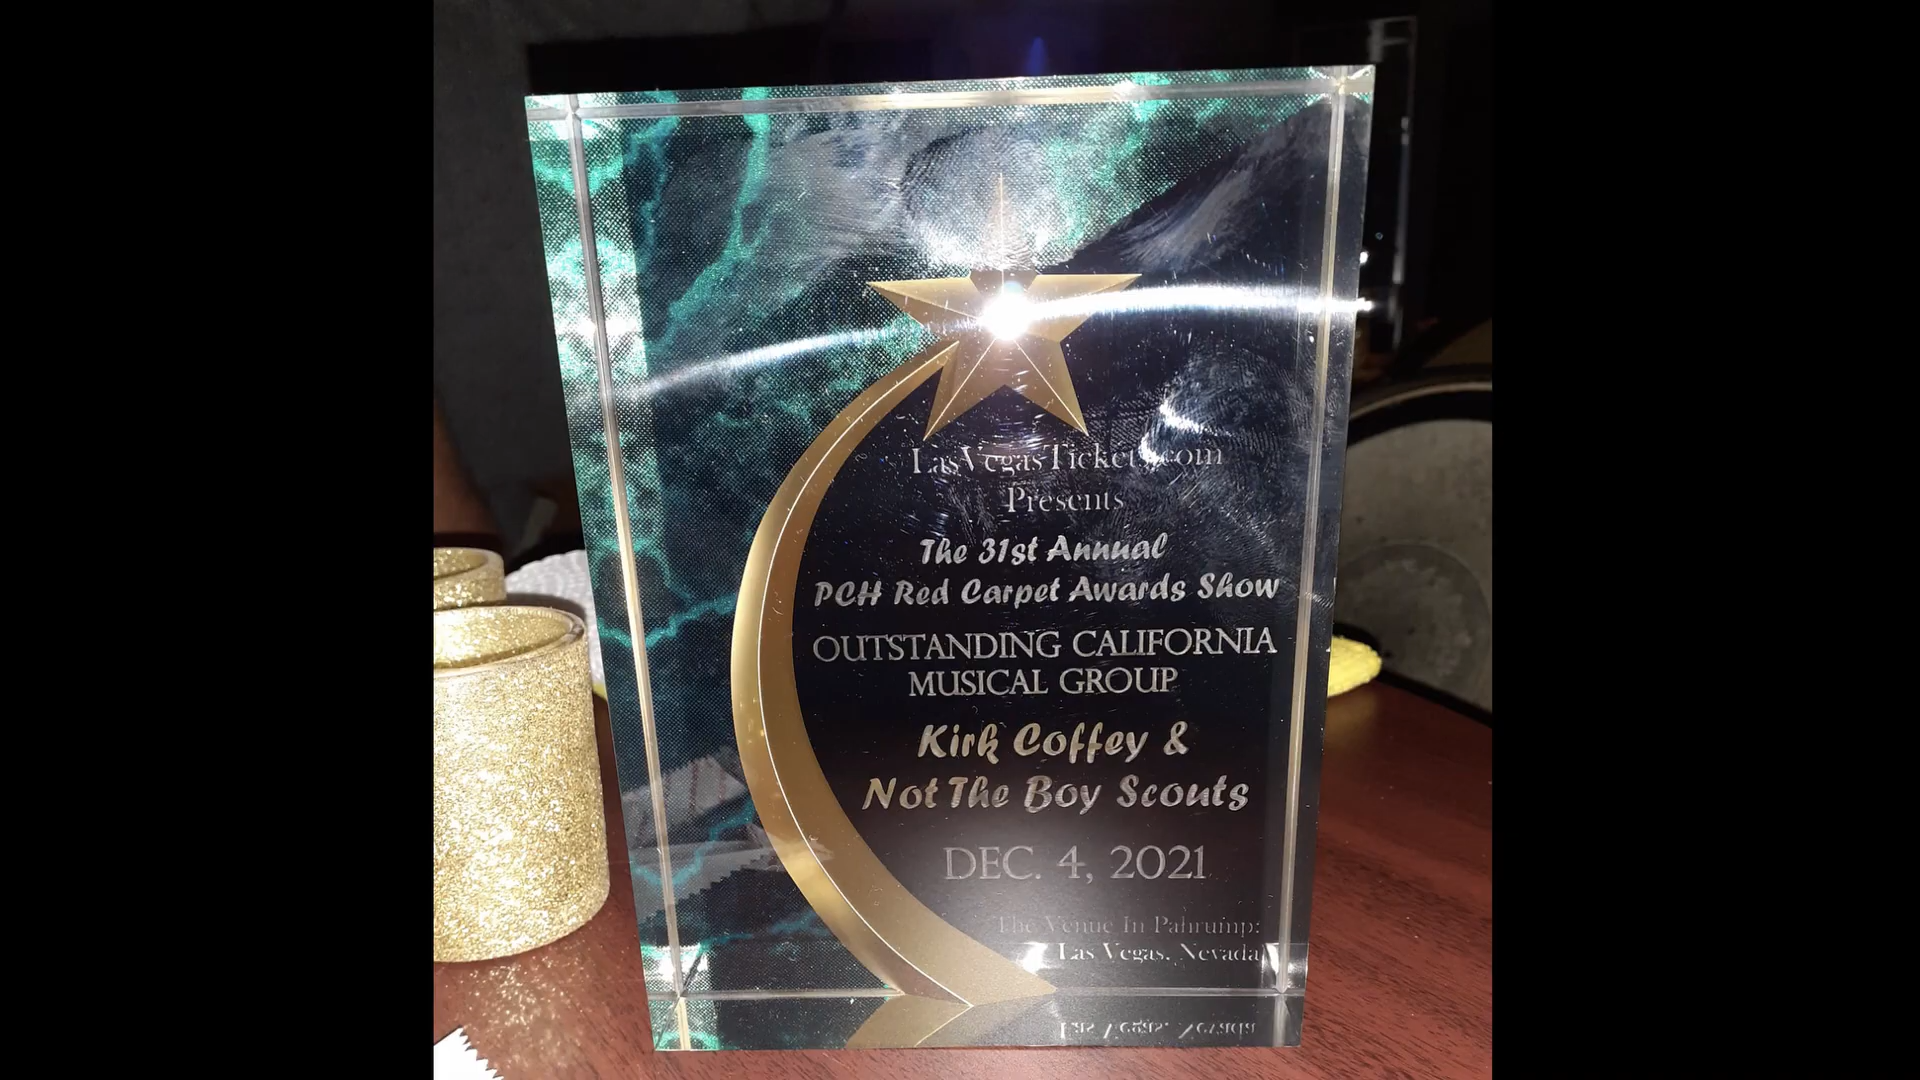 LasVegasTickets.com
Presents
The 31st Annual
PCH Red Carpet Awards Show
OUTSTANDING CALIFORNIA
MUSICAL GROUP
Kirk Coffey &
Not The Boy Scouts
DEC. 4, 2021
The Venue In Pahrump:
Las Vegas, Nevada